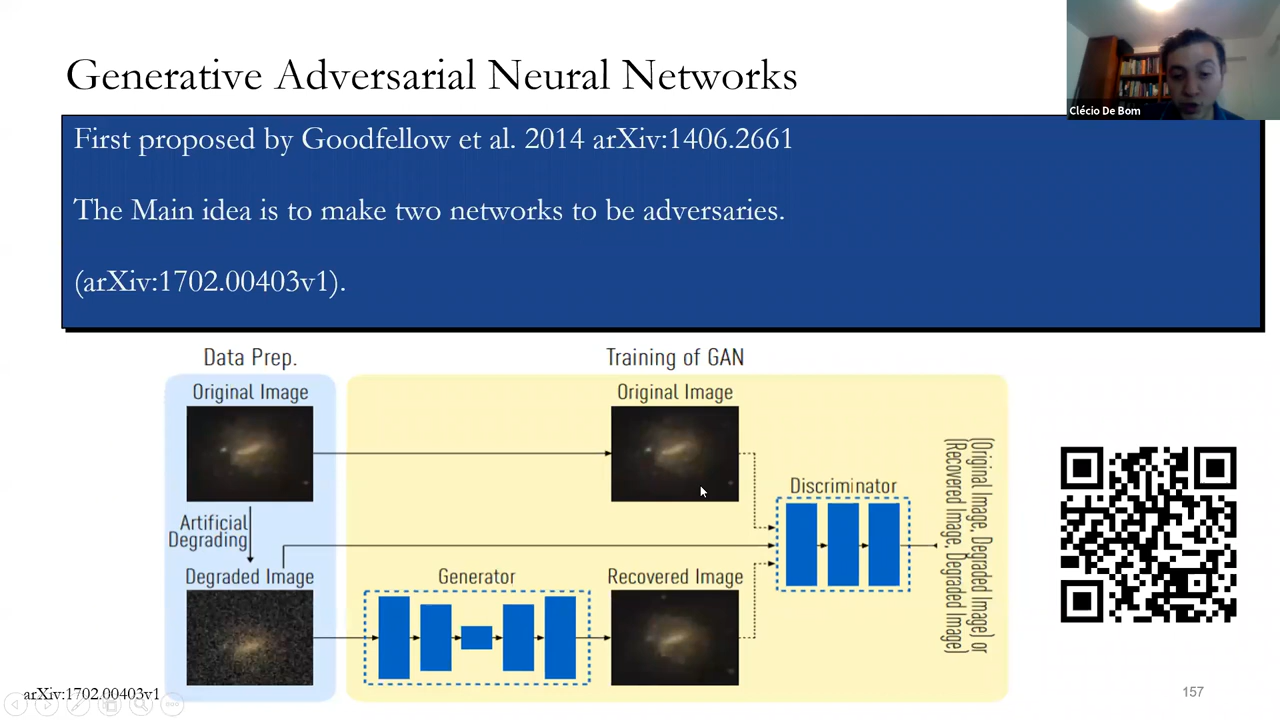 Generative Adversarial Neural Networks
Clécio De Bom
First proposed by Goodfellow et al. 2014 arXiv:1406.2661
The Main idea is to make two networks to be adversaries.
(arXiv:1702.00403v1).
Data Prep.
Training of GAN
Original Image
Original Image
Artificial
Degrading
Discriminator
(Original Image, Degraded Image) or
(Recovered Image, Degraded Image)
Degraded Image
Generator
Recovered Image
arXiv:1702.00403v1
157